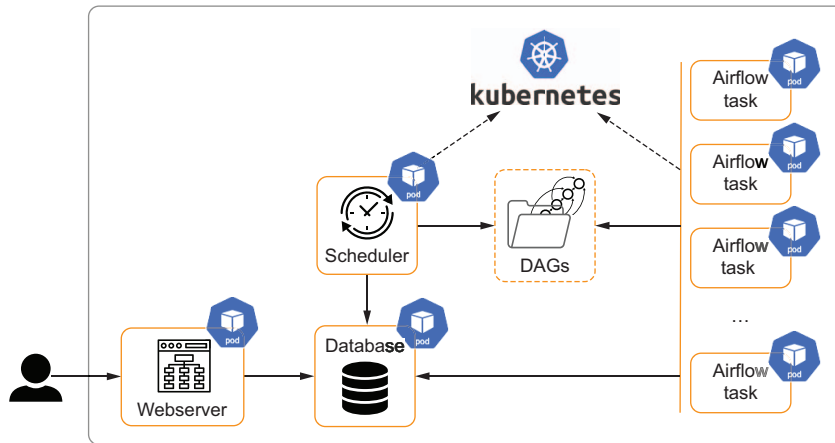 kubernetes
Airflow
task
pod
Airflow
task
pod
pod
Scheduler
DAGs
Airflow
task
pod
...
pod
Webserver
Database
pod
Airflow
task
pod